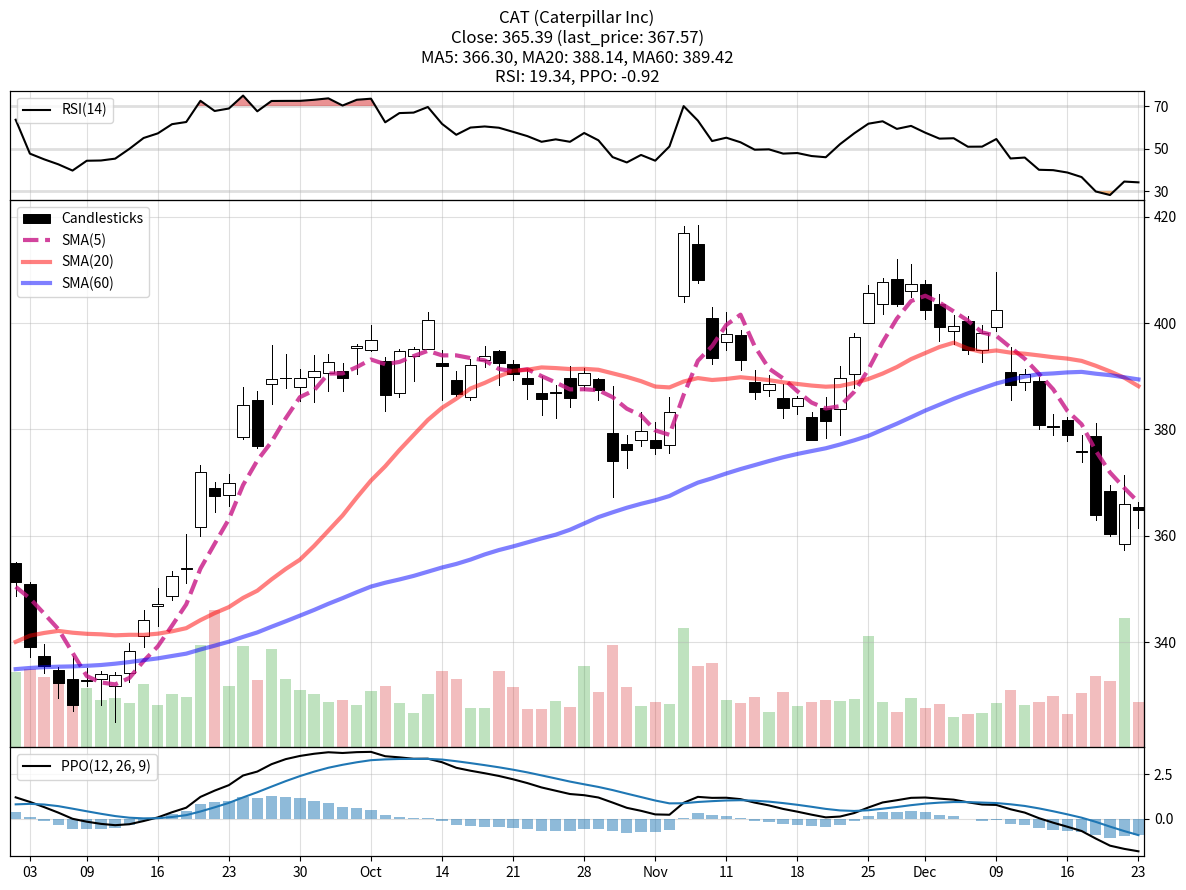 CAT (Caterpillar Inc)
Close: 365.39 (last_price: 367.57)
MA5: 366.30, MA20: 388.14, MA60: 389.42
RSI: 19.34, PPO: -0.92
RSI(14)
70
50
30
Candlesticks
SMA(5)
SMA(20)
SMA(60)
420
400
380
360
340
PPO(12, 26, 9)
2.5
0.0
03 09 16 23 30 Oct 14 21 28 Nov 11 18 25 Dec 09 16 23